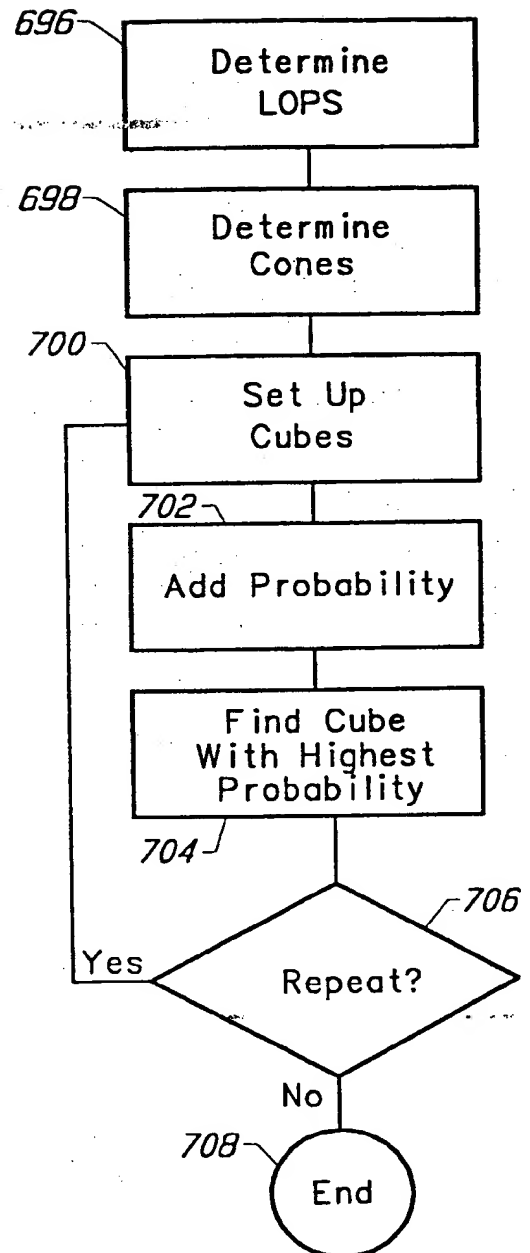 696
Determine
LOPS
698
Determine
Cones
700
Set Up
Cubes
702
Add Probability
Find Cube
With Highest
Probability
704
706
Repeat?
Yes
No
708
End